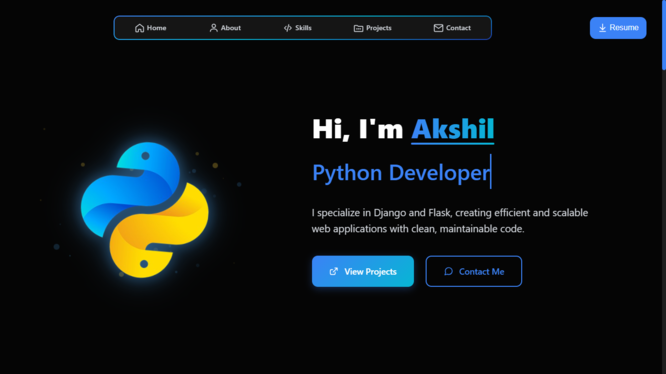 Home About Skills Projects Contact Resume
Hi, I'm Akshil
Python Developer
I specialize in Django and Flask, creating efficient and scalable
web applications with clean, maintainable code.
View Projects Contact Me